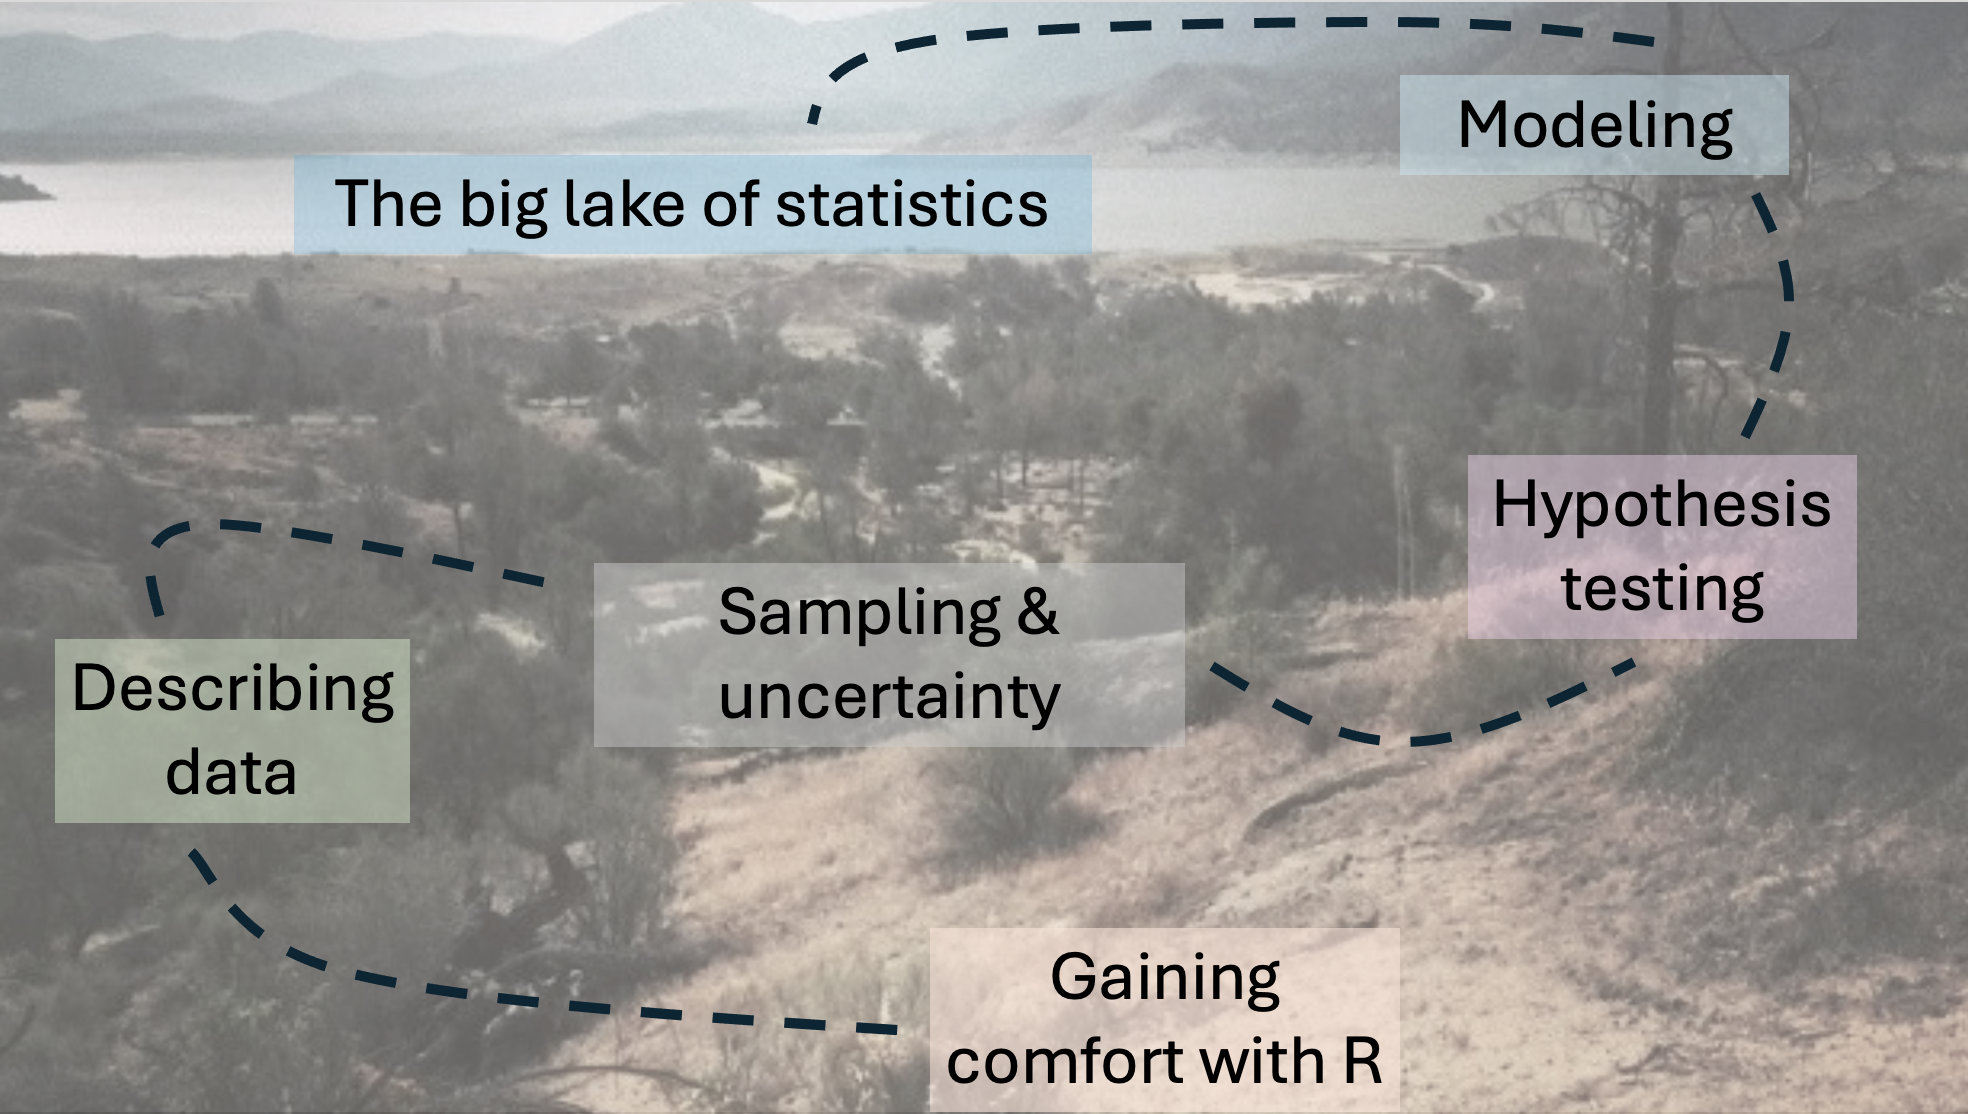 Modeling
The big lake of statistics
Hypothesis
testing
Sampling &
uncertainty
Describing
data
Gaining
comfort with R